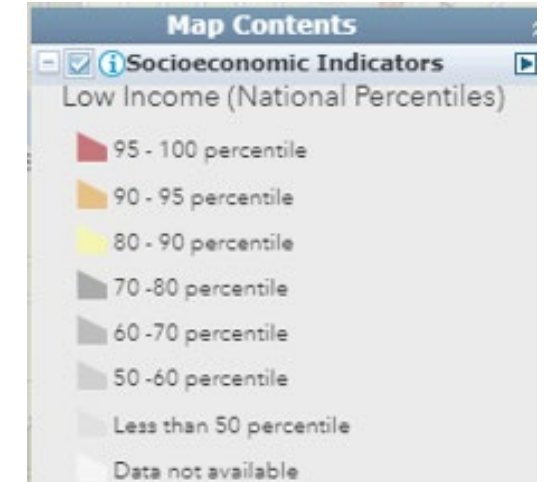 Map Contents
Socioeconomic Indicators
Low Income (National Percentiles)
95 - 100 percentile
90 - 95 percentile
80 - 90 percentile
70 -80 percentile
60 -70 percentile
50 -60 percentile
Less than 50 percentile
Data not available